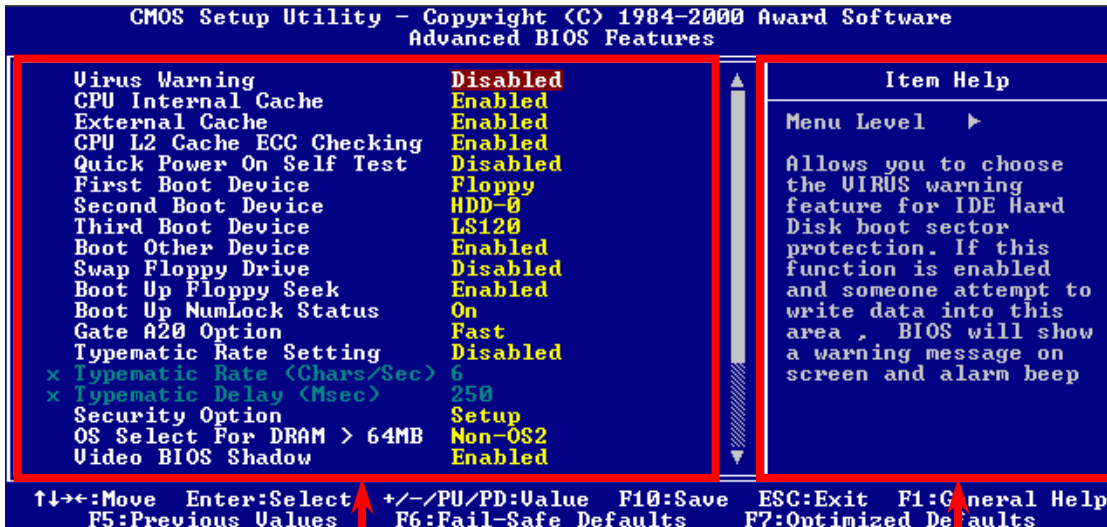 CMOS Setup Utility - Copyright (C) 1984-2000 Award Software
Advanced BIOS Features
Virus Warning Disabled
CPU Internal Cache Enabled
External Cache Enabled
CPU L2 Cache ECC Checking Enabled
Quick Power On Self Test Disabled
First Boot Device Floppy
Second Boot Device HDD-0
Third Boot Device LS120
Boot Other Device Enabled
Swap Floppy Drive Disabled
Boot Up Floppy Seek Enabled
Boot Up NumLock Status On
Gate A20 Option Fast
Typematic Rate Setting Disabled
x Typematic Rate (Chars/Sec) 6
x Typematic Delay (Msec) 250
Security Option Setup
OS Select For DRAM > 64MB Non-OS2
Video BIOS Shadow Enabled
Item Help
Menu Level ▶
Allows you to choose
the VIRUS warning
feature for IDE Hard
Disk boot sector
protection. If this
function is enabled
and someone attempt to
write data into this
area , BIOS will show
a warning message on
screen and alarm beep
↑↓→←:Move Enter:Select +/-/PU/PD:Value F10:Save ESC:Exit F1:General Help
F5:Previous Values F6:Fail-Safe Defaults F7:Optimized Defaults